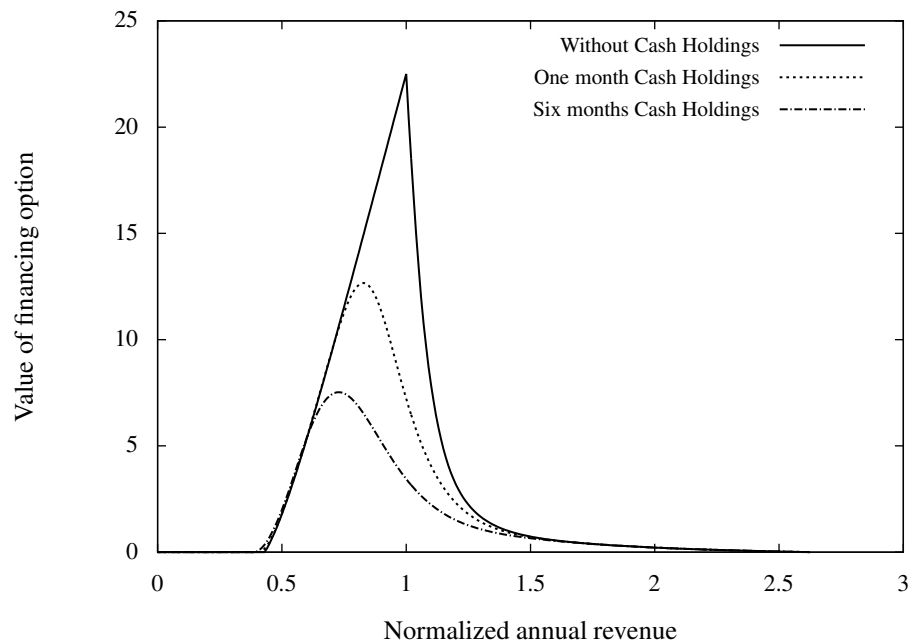 25
20
15
10
5
0
0
0.5
1
1.5
2
2.5
3
Value of financing option
Normalized annual revenue
Without Cash Holdings
One month Cash Holdings
Six months Cash Holdings